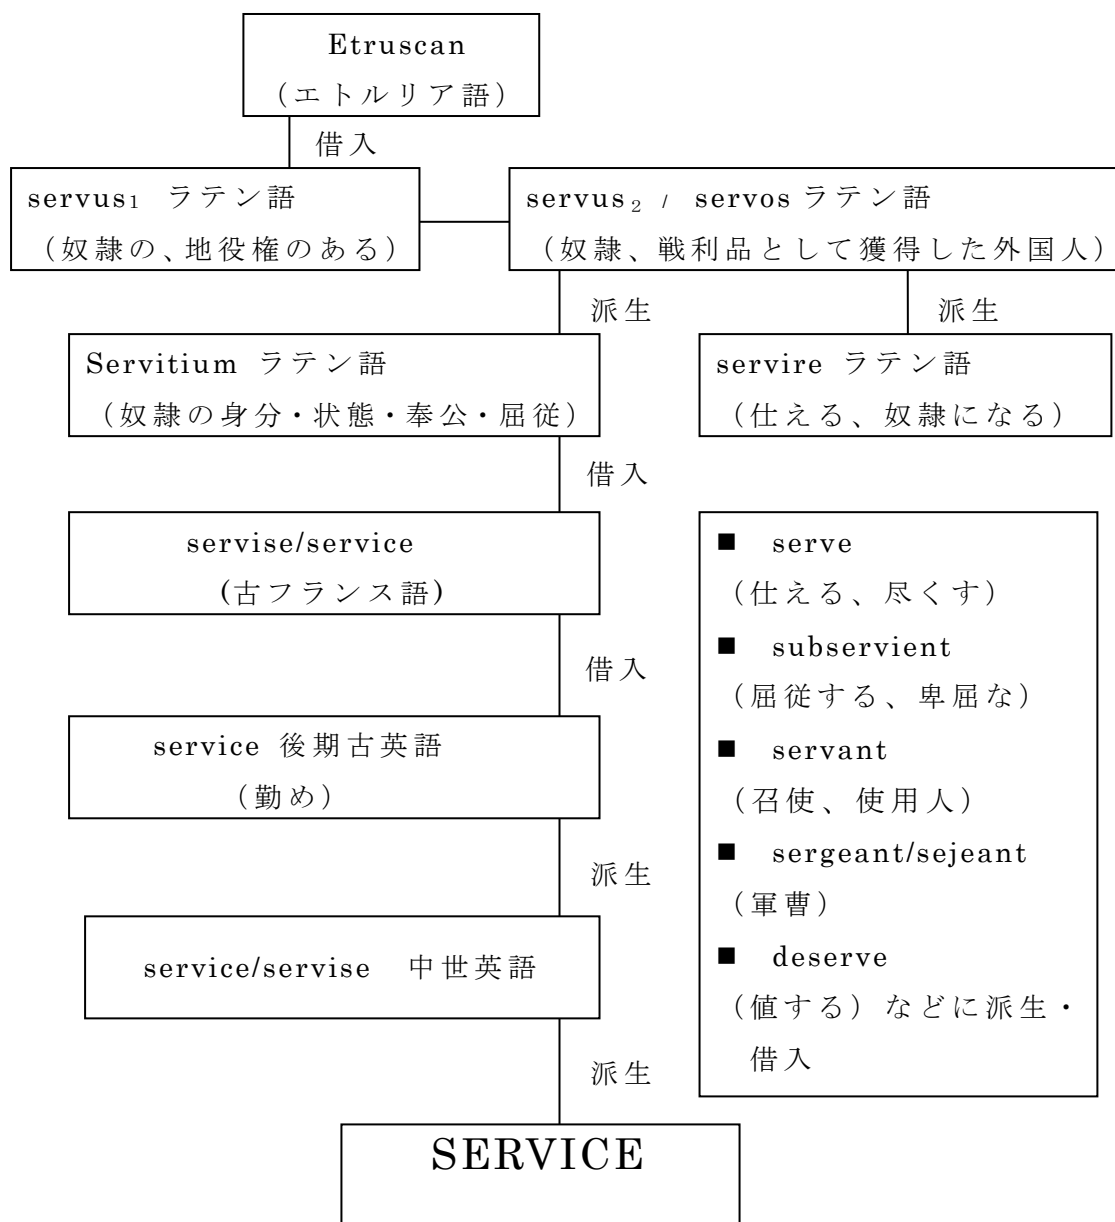 Etruscan
（エトルリア語）
借入
servus₁ ラテン語
（奴隷の、地役権のある）
servus₂ / servos ラテン語
（奴隷、戦利品として獲得した外国人）
派生
派生
Servitium ラテン語
（奴隷の身分・状態・奉公・屈従）
servire ラテン語
（仕える、奴隷になる）
借入
servise/service
(古フランス語)
借入
service 後期古英語
（勤め）
派生
service/servise 中世英語
派生
SERVICE
■ serve
（仕える、尽くす）
■ subservient
（屈従する、卑屈な）
■ servant
（召使、使用人）
■ sergeant/sejeant
（軍曹）
■ deserve
（値する）などに派生・
借入